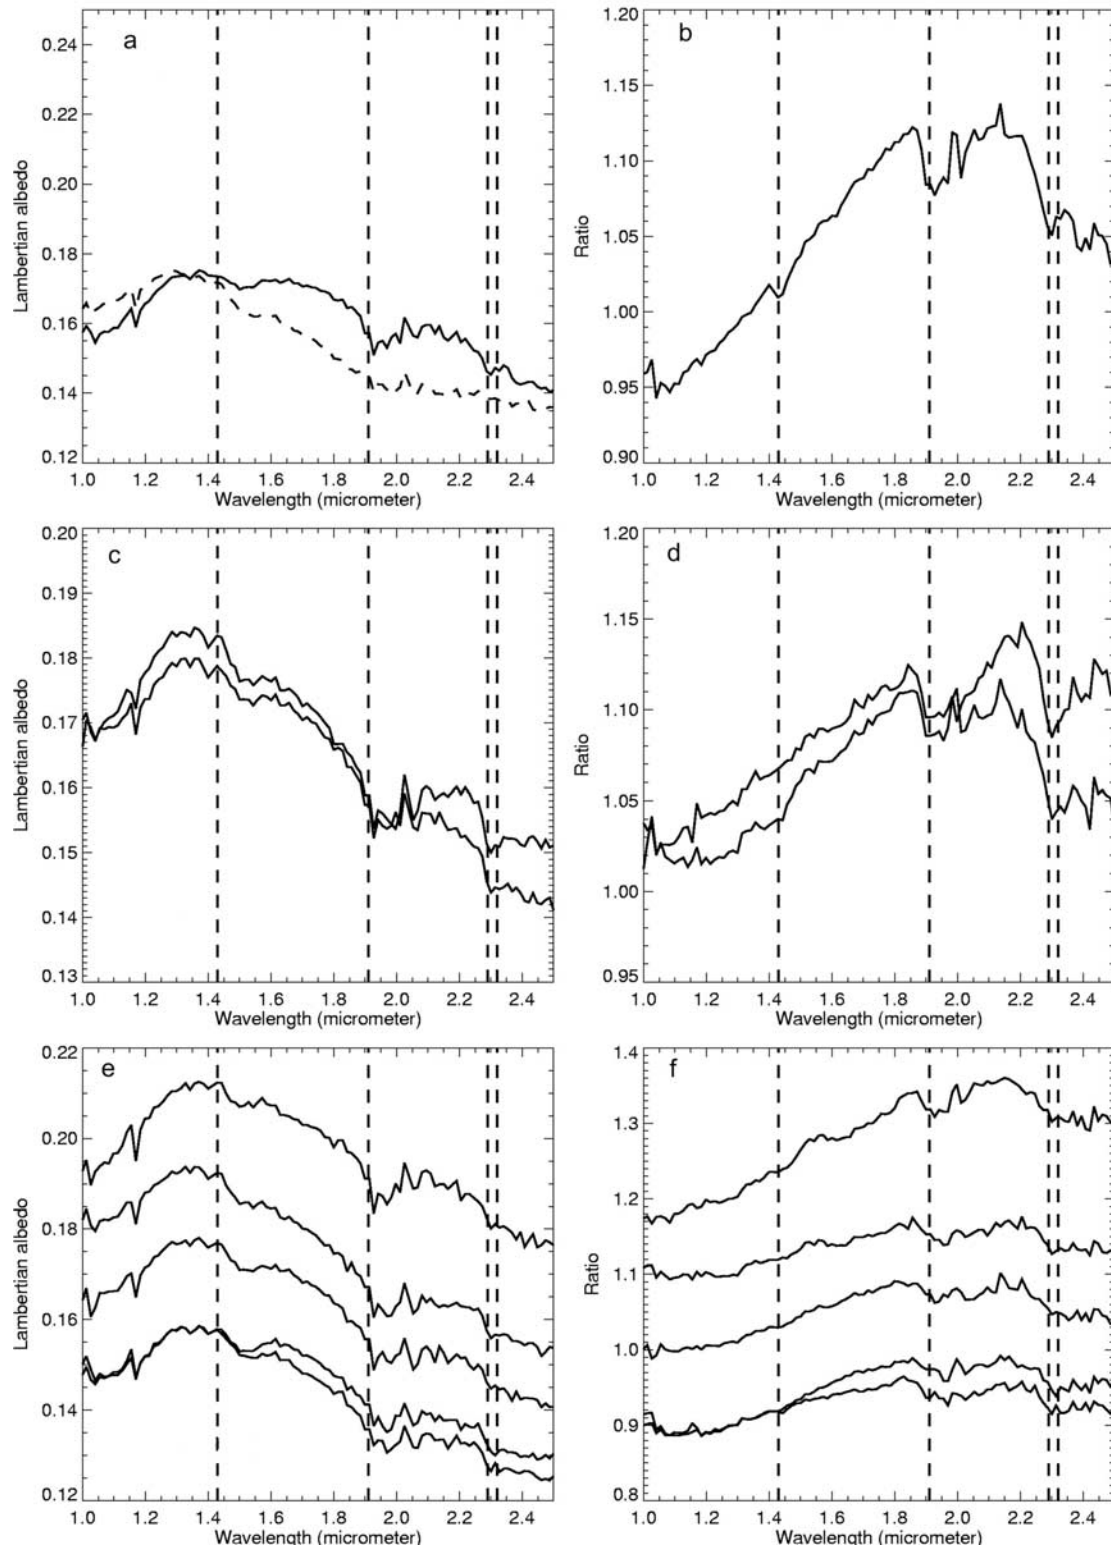 a
0.24
0.22
0.20
0.18
0.16
0.14
0.12
Lambertian albedo
1.0 1.2 1.4 1.6 1.8 2.0 2.2 2.4
Wavelength (micrometer)
b
1.20
1.15
1.10
1.05
1.00
0.95
0.90
Ratio
1.0 1.2 1.4 1.6 1.8 2.0 2.2 2.4
Wavelength (micrometer)
c
0.20
0.19
0.18
0.17
0.16
0.15
0.14
0.13
Lambertian albedo
1.0 1.2 1.4 1.6 1.8 2.0 2.2 2.4
Wavelength (micrometer)
d
1.20
1.15
1.10
1.05
1.00
0.95
Ratio
1.0 1.2 1.4 1.6 1.8 2.0 2.2 2.4
Wavelength (micrometer)
e
0.22
0.20
0.18
0.16
0.14
0.12
Lambertian albedo
1.0 1.2 1.4 1.6 1.8 2.0 2.2 2.4
Wavelength (micrometer)
f
1.4
1.3
1.2
1.1
1.0
0.9
0.8
Ratio
1.0 1.2 1.4 1.6 1.8 2.0 2.2 2.4
Wavelength (micrometer)